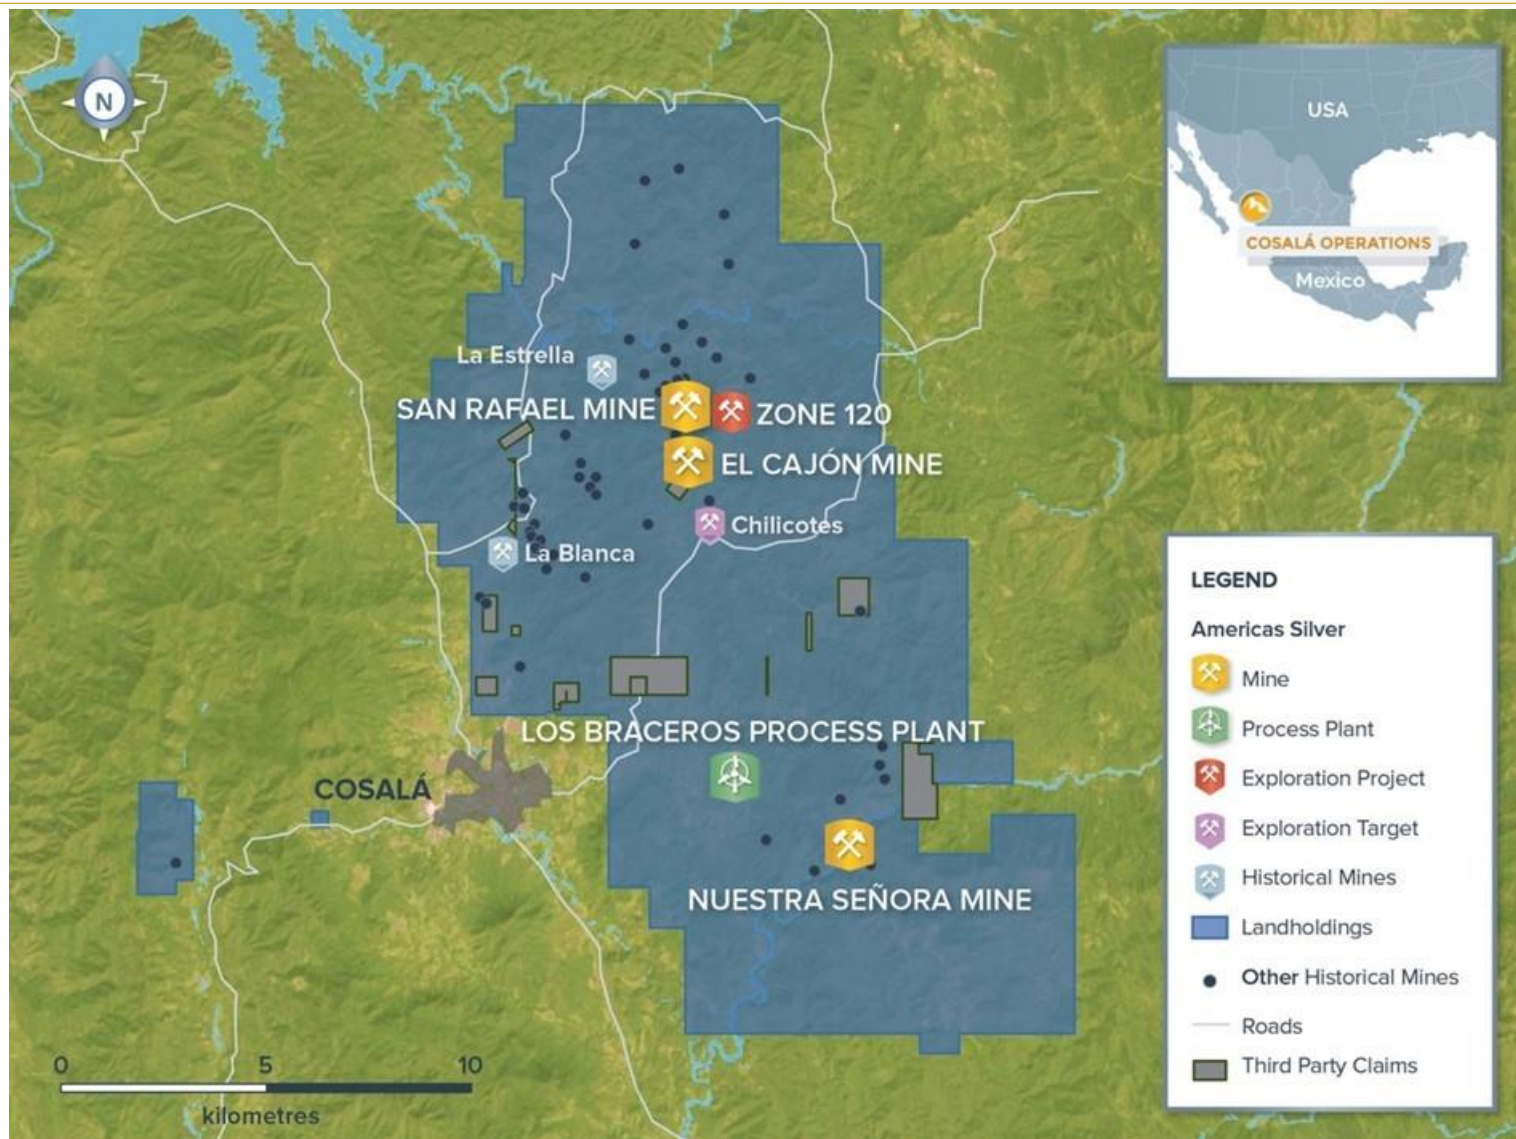 N
USA
COSALÁ OPERATIONS
Mexico
La Estrella
SAN RAFAEL MINE
ZONE 120
EL CAJÓN MINE
Chilicotes
La Blanca
LOS BRACEROS PROCESS PLANT
COSALÁ
NUESTRA SEÑORA MINE
LEGEND
Americas Silver
Mine
Process Plant
Exploration Project
Exploration Target
Historical Mines
Landholdings
Other Historical Mines
Roads
Third Party Claims
0 5 10
kilometres